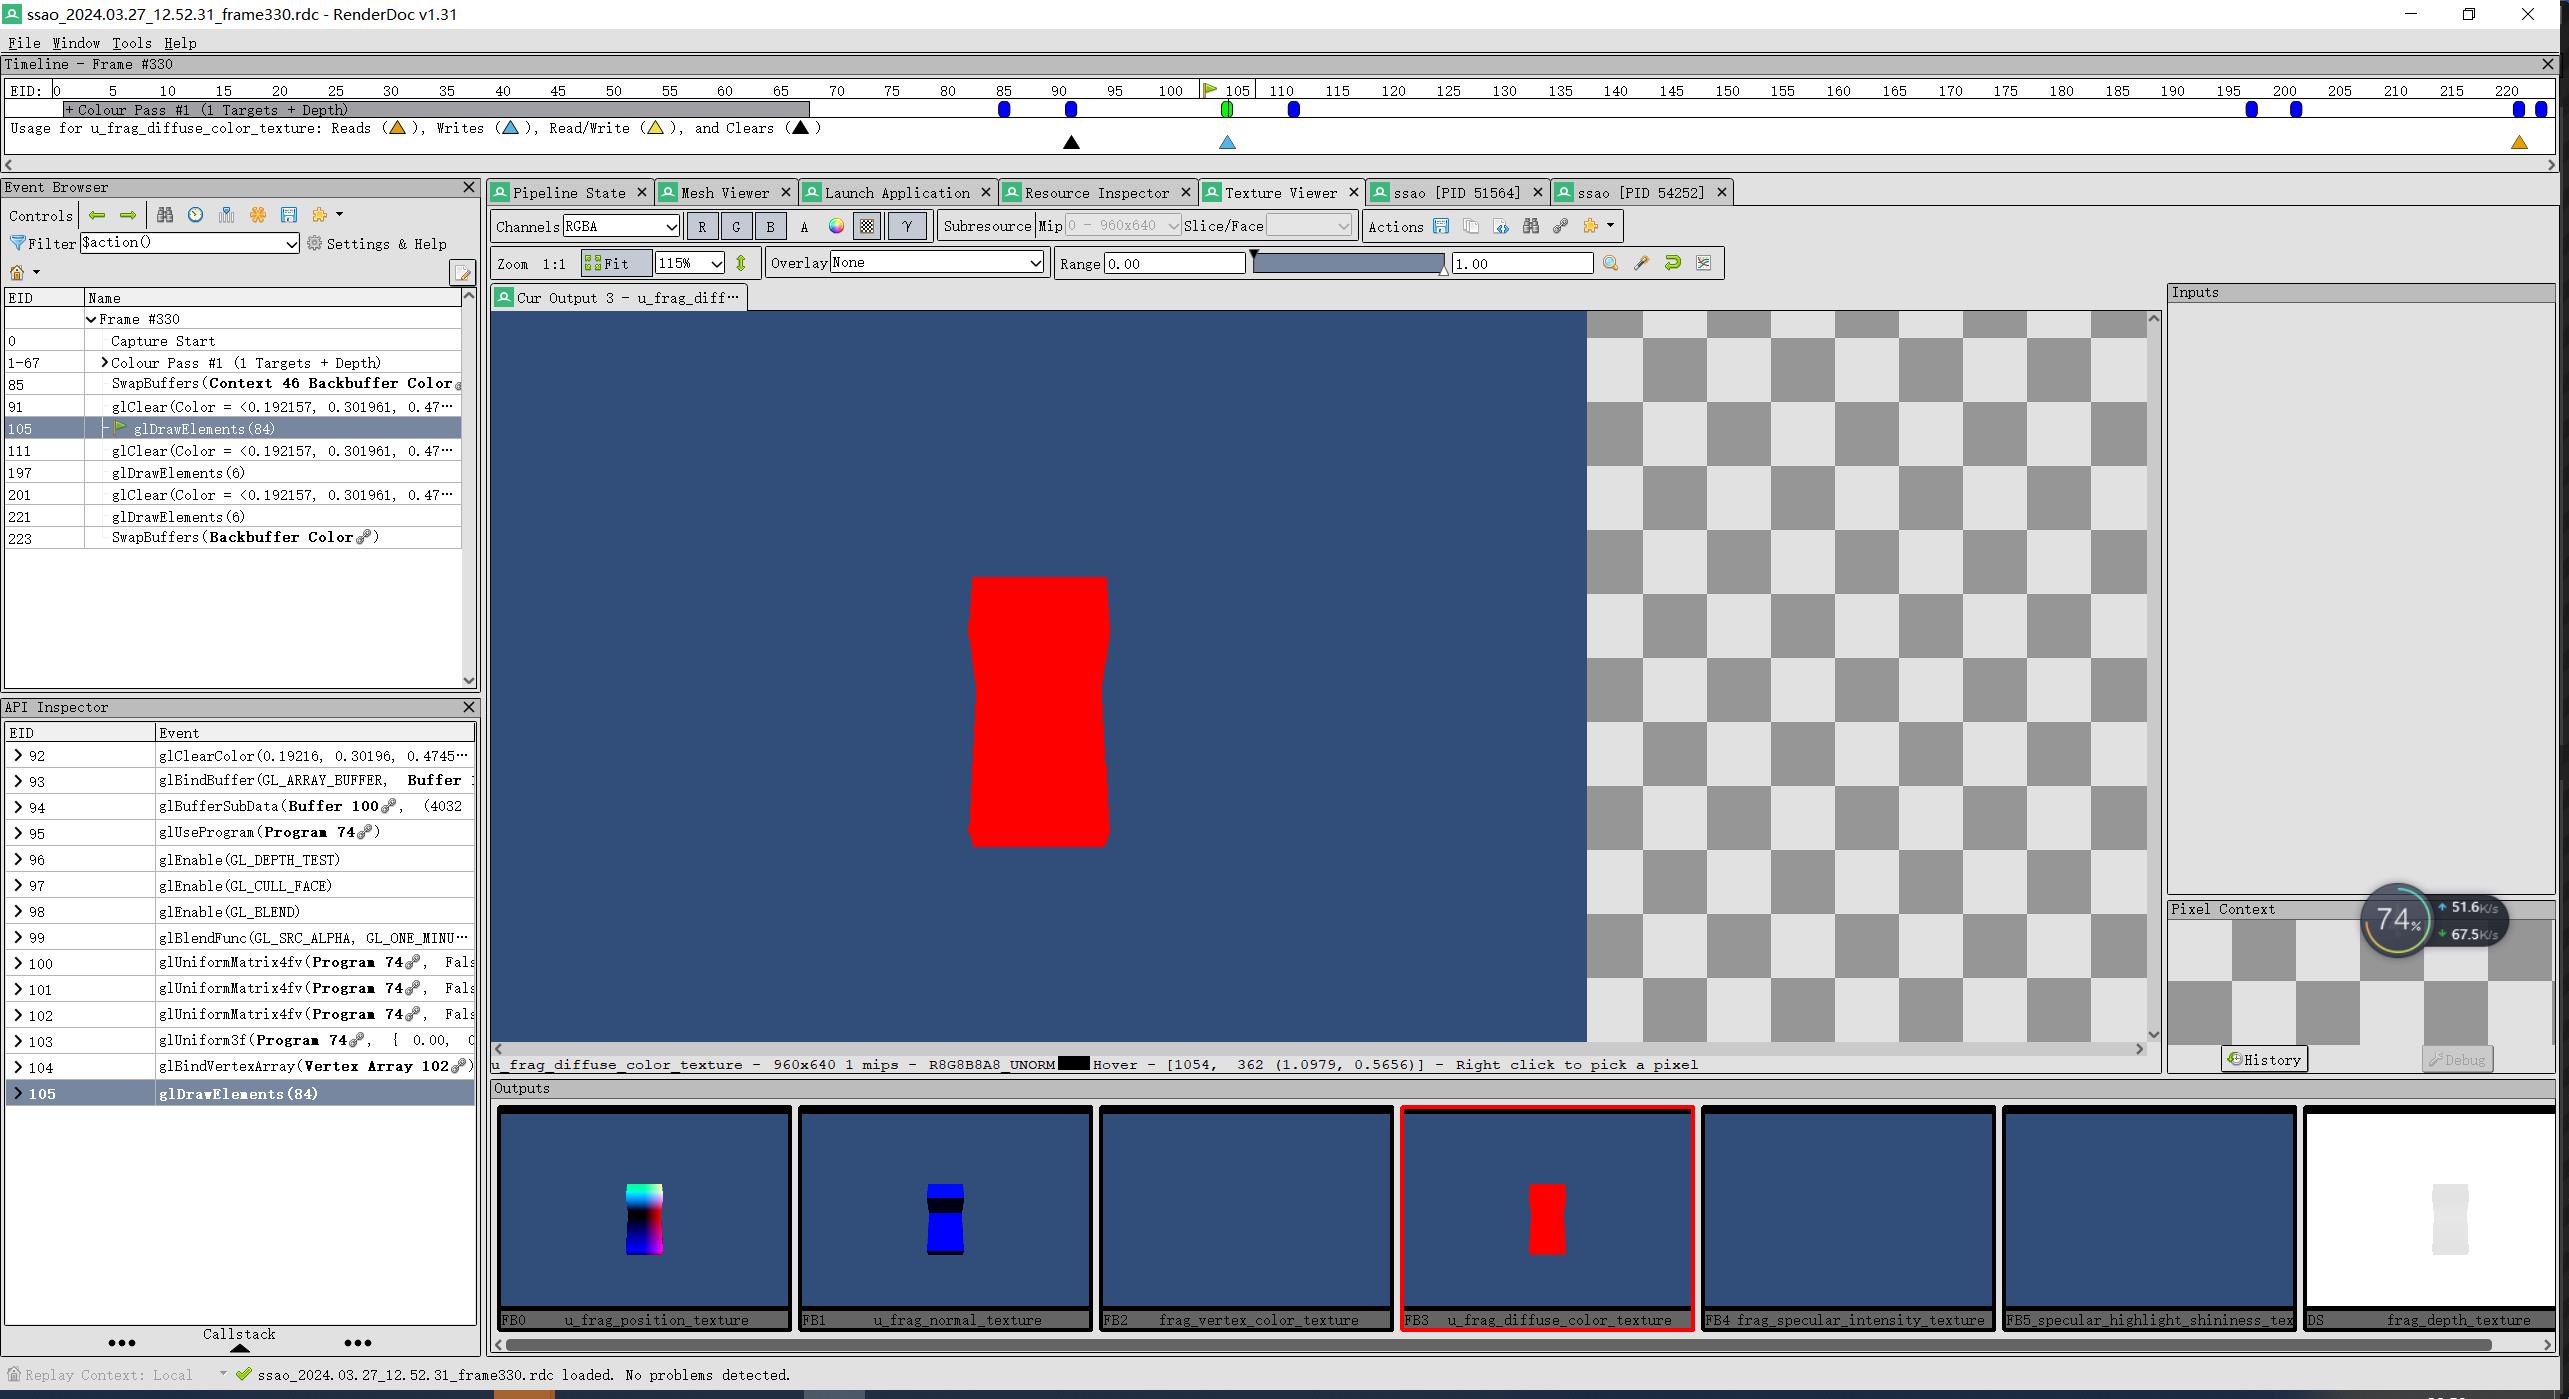 ssao_2024.03.27_12.52.31_frame330.rdc - RenderDoc v1.31
File Window Tools Help
Timeline - Frame #330
EID: 0 5 10 15 20 25 30 35 40 45 50 55 60 65 70 75 80 85 90 95 100 105 110 115 120 125 130 135 140 145 150 155 160 165 170 175 180 185 190 195 200 205 210 215 220
+ Colour Pass #1 (1 Targets + Depth)
Usage for u_frag_diffuse_color_texture: Reads ( ), Writes ( ), Read/Write ( ), and Clears ( )
Event Browser
Controls
Filter $action() Settings & Help
EID Name
Frame #330
0 Capture Start
1-67 Colour Pass #1 (1 Targets + Depth)
85 SwapBuffers(Context 46 Backbuffer Color
91 glClear(Color = <0.192157, 0.301961, 0.47…
105 glDrawElements(84)
111 glClear(Color = <0.192157, 0.301961, 0.47…
197 glDrawElements(6)
201 glClear(Color = <0.192157, 0.301961, 0.47…
221 glDrawElements(6)
223 SwapBuffers(Backbuffer Color)
API Inspector
EID Event
92 glClearColor(0.19216, 0.30196, 0.4745…
93 glBindBuffer(GL_ARRAY_BUFFER, Buffer
94 glBufferSubData(Buffer 100, (4032
95 glUseProgram(Program 74)
96 glEnable(GL_DEPTH_TEST)
97 glEnable(GL_CULL_FACE)
98 glEnable(GL_BLEND)
99 glBlendFunc(GL_SRC_ALPHA, GL_ONE_MINU…
100 glUniformMatrix4fv(Program 74, Fals
101 glUniformMatrix4fv(Program 74, Fals
102 glUniformMatrix4fv(Program 74, Fals
103 glUniform3f(Program 74, { 0.00, 0
104 glBindVertexArray(Vertex Array 102)
105 glDrawElements(84)
Callstack
Replay Context: Local ssao_2024.03.27_12.52.31_frame330.rdc loaded. No problems detected.
Pipeline State Mesh Viewer Launch Application Resource Inspector Texture Viewer ssao [PID 51564] ssao [PID 54252]
Channels RGBA R G B A γ Subresource Mip 0 - 960x640 Slice/Face Actions
Zoom 1:1 Fit 115% Overlay None Range 0.00 1.00
Cur Output 3 - u_frag_diff…
u_frag_diffuse_color_texture - 960x640 1 mips - R8G8B8A8_UNORM Hover - [1054, 362 (1.0979, 0.5656)] - Right click to pick a pixel
Outputs
FB0 u_frag_position_texture
FB1 u_frag_normal_texture
FB2 frag_vertex_color_texture
FB3 u_frag_diffuse_color_texture
FB4 frag_specular_intensity_texture
FB5_specular_highlight_shininess_tex
DS frag_depth_texture
Inputs
Pixel Context
74% 51.6K/s
67.5K/s
History Debug